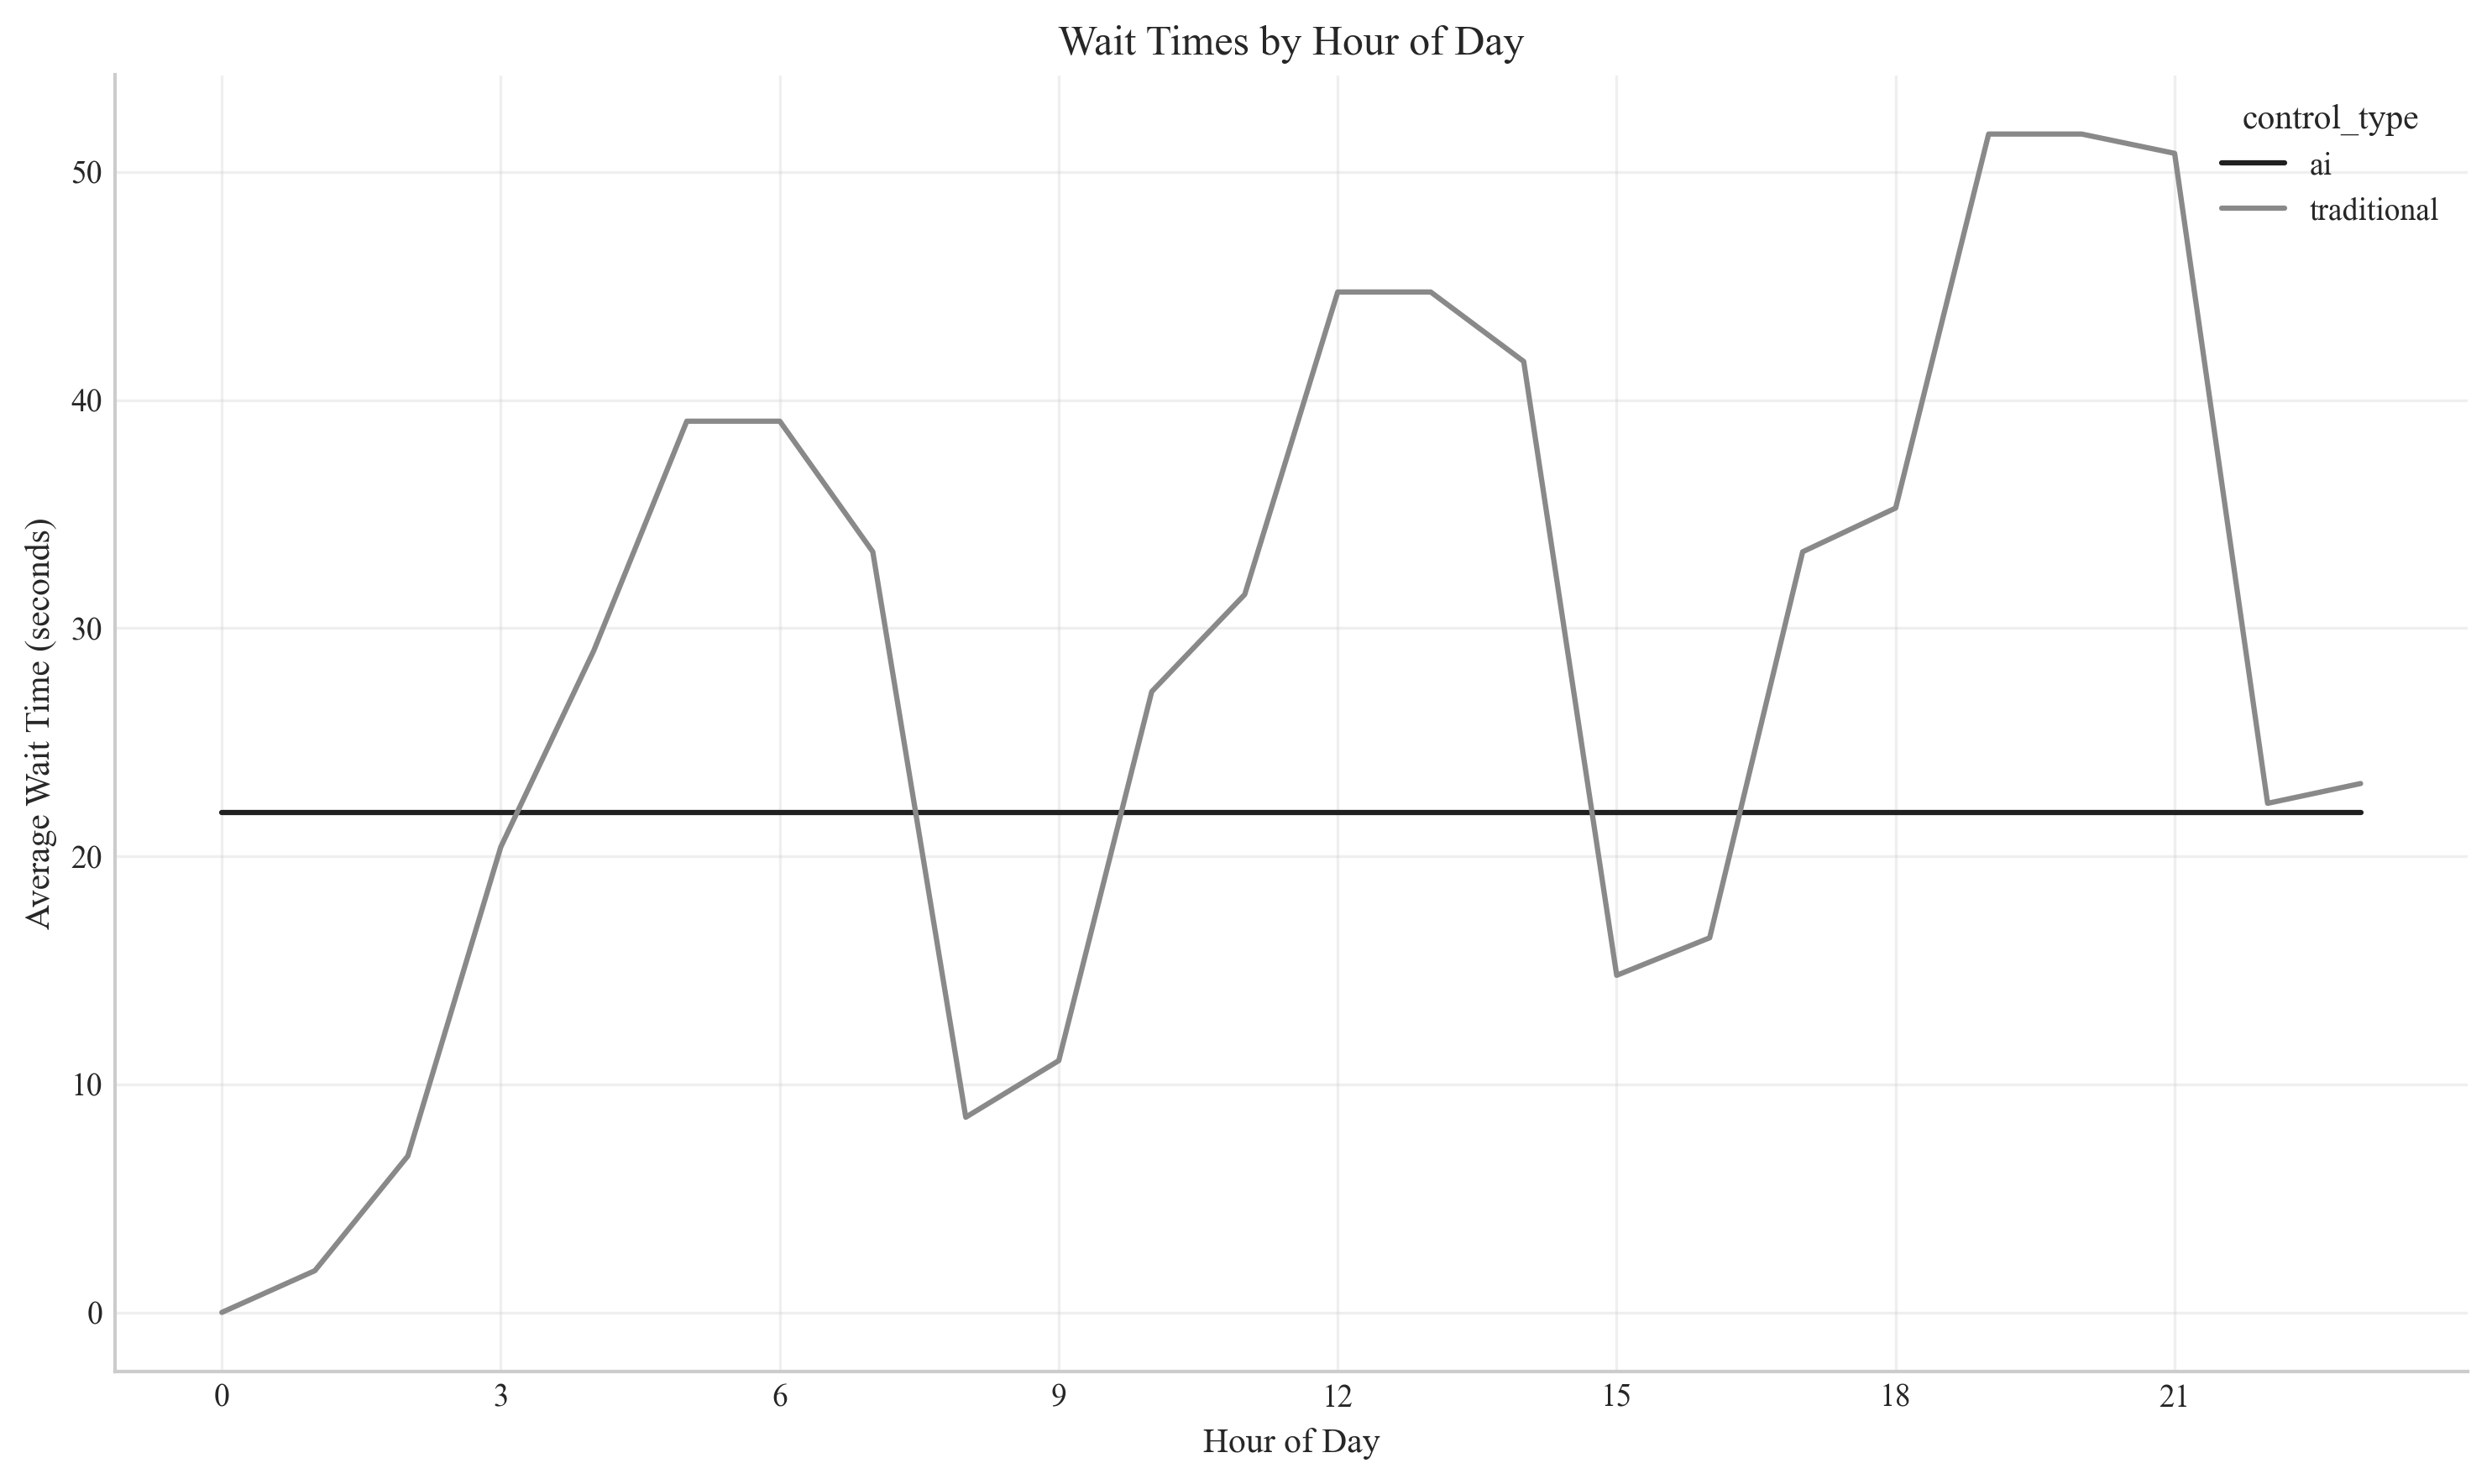 Wait Times by Hour of Day
control_type
ai
traditional
Average Wait Time (seconds)
50
40
30
20
10
0
0 3 6 9 12 15 18 21
Hour of Day